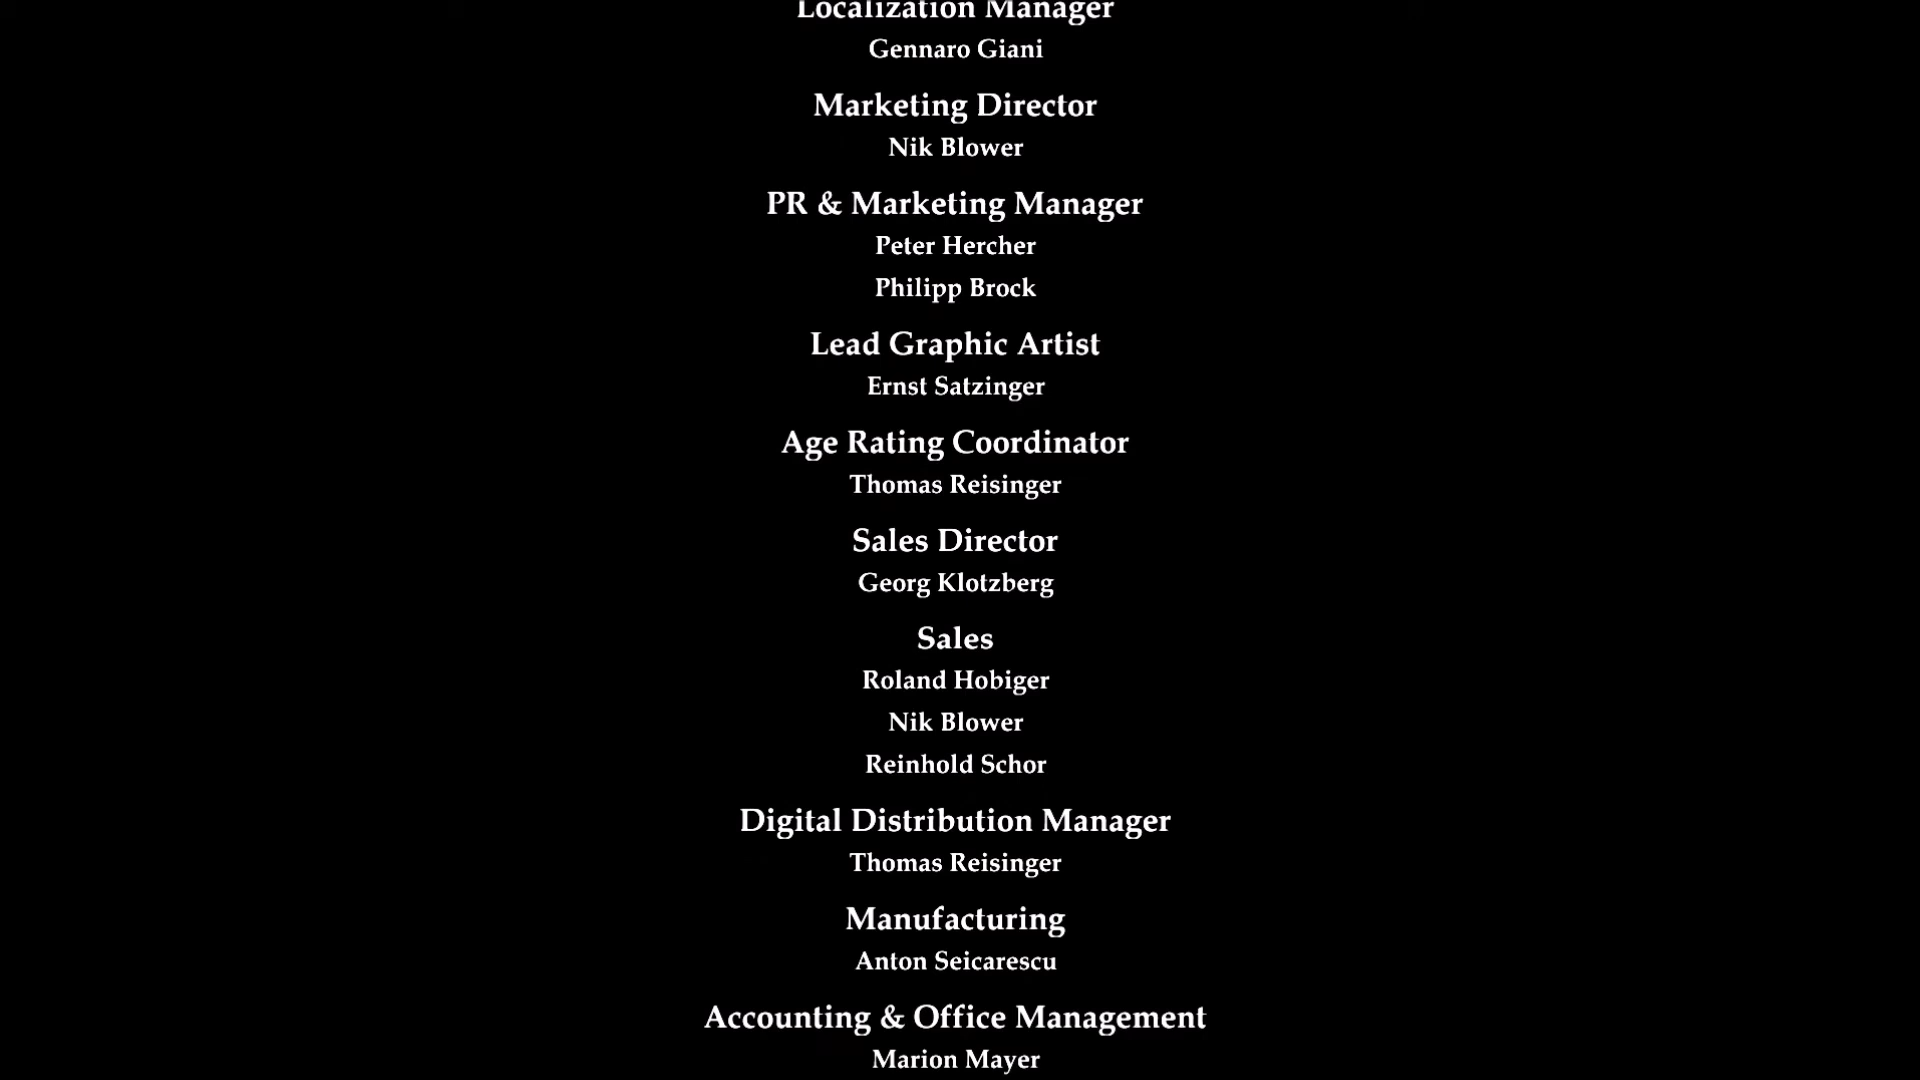 Localization Manager
Gennaro Giani
Marketing Director
Nik Blower
PR & Marketing Manager
Peter Hercher
Philipp Brock
Lead Graphic Artist
Ernst Satzinger
Age Rating Coordinator
Thomas Reisinger
Sales Director
Georg Klotzberg
Sales
Roland Hobiger
Nik Blower
Reinhold Schor
Digital Distribution Manager
Thomas Reisinger
Manufacturing
Anton Seicarescu
Accounting & Office Management
Marion Mayer